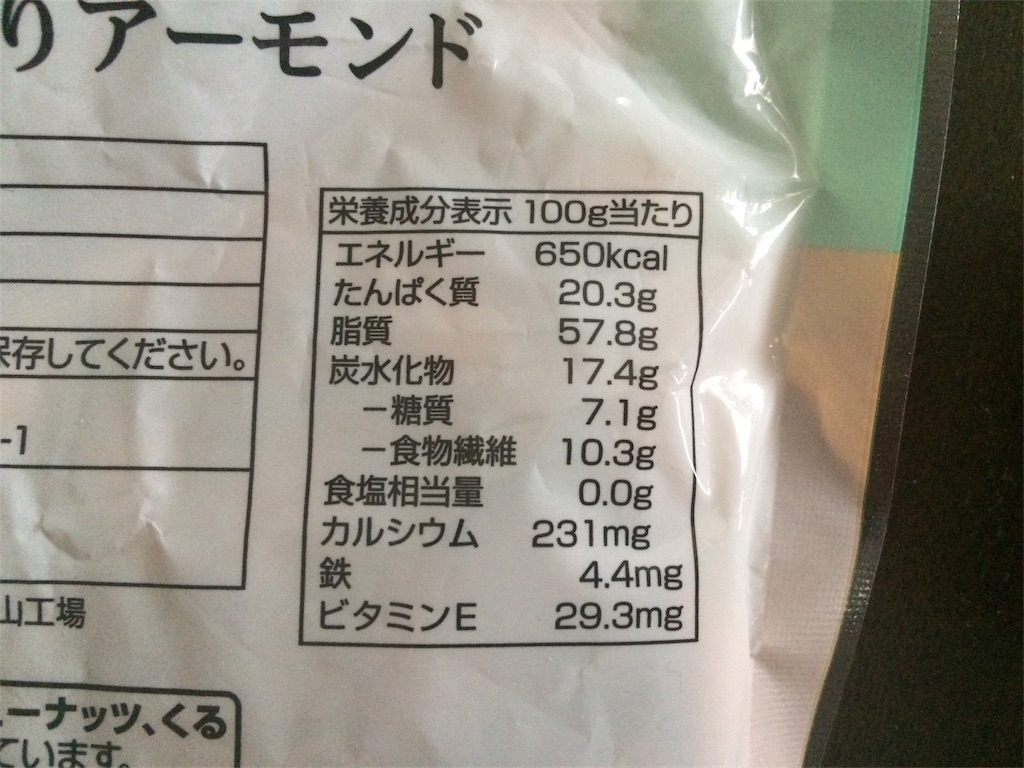 りアーモンド
栄養成分表示 100g当たり
エネルギー 650kcal
たんぱく質 20.3g
脂質 57.8g
炭水化物 17.4g
－糖質 7.1g
－食物繊維 10.3g
食塩相当量 0.0g
カルシウム 231mg
鉄 4.4mg
ビタミンE 29.3mg
保存してください。
-1
山工場
ーナッツ、くる
ています。